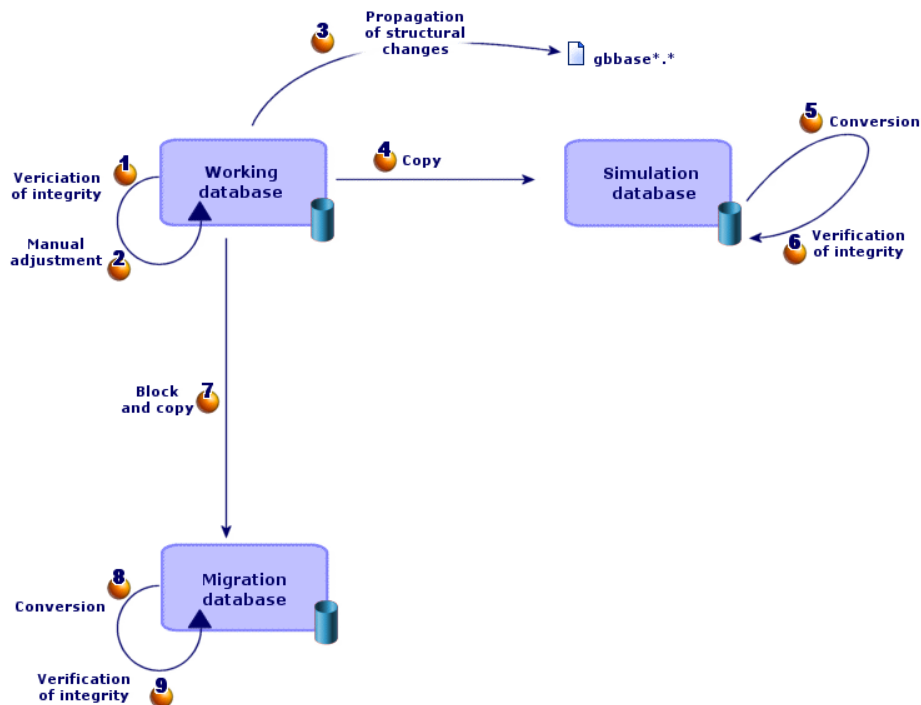 3
Propagation
of structural
changes
gbbase*.*
1
Vericiation
of integrity
Working
database
4
Copy
Simulation
database
5
Conversion
Manual
adjustment
2
6
Verification
of integrity
Block
and copy
7
8
Conversion
Migration
database
Verification
of integrity
9